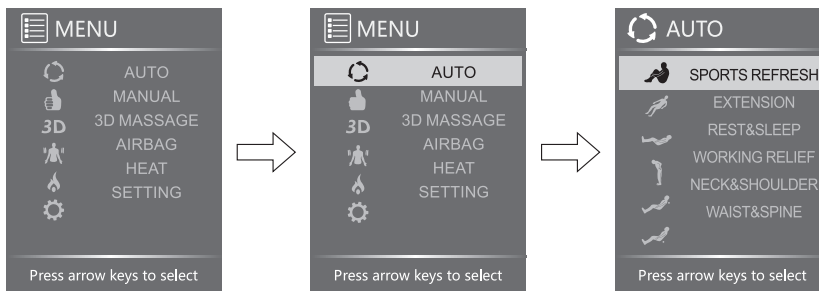 MENU
AUTO
MANUAL
3D
3D MASSAGE
AIRBAG
HEAT
SETTING
Press arrow keys to select
MENU
AUTO
MANUAL
3D
3D MASSAGE
AIRBAG
HEAT
SETTING
Press arrow keys to select
AUTO
SPORTS REFRESH
EXTENSION
REST&SLEEP
WORKING RELIEF
NECK&SHOULDER
WAIST&SPINE
Press arrow keys to select